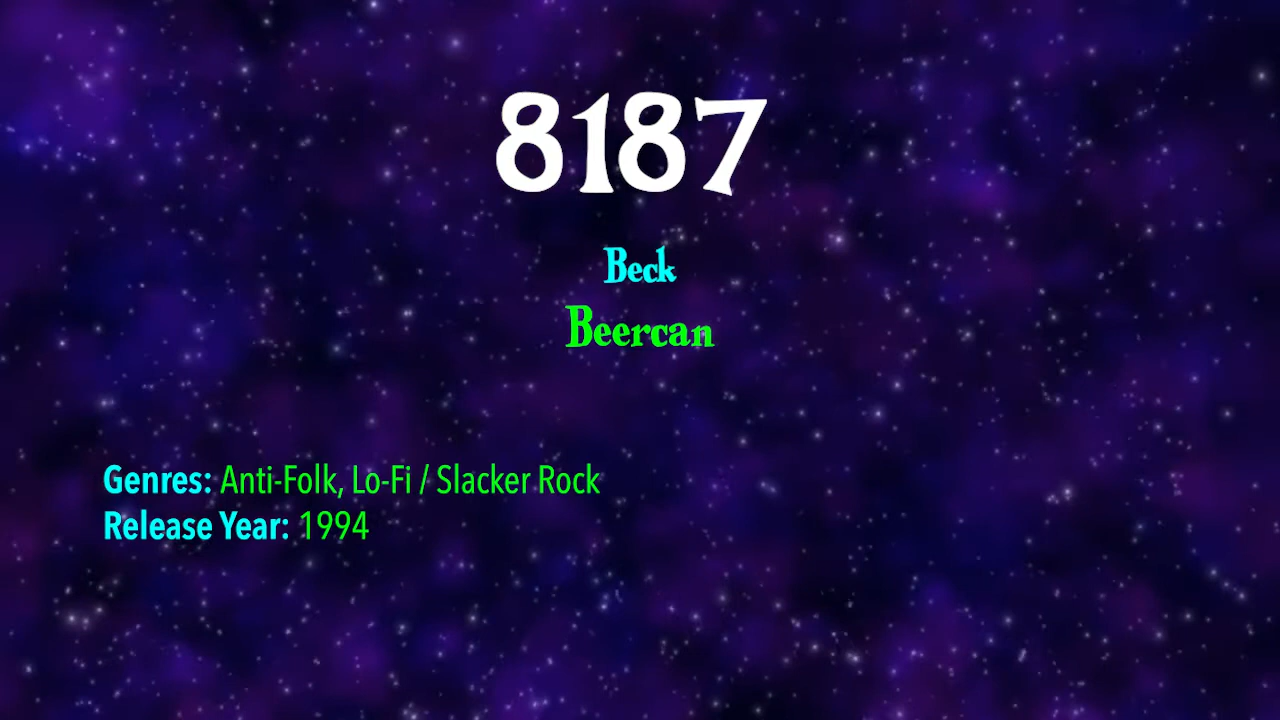 8187
Beck
Beercan
Genres: Anti-Folk, Lo-Fi / Slacker Rock
Release Year: 1994